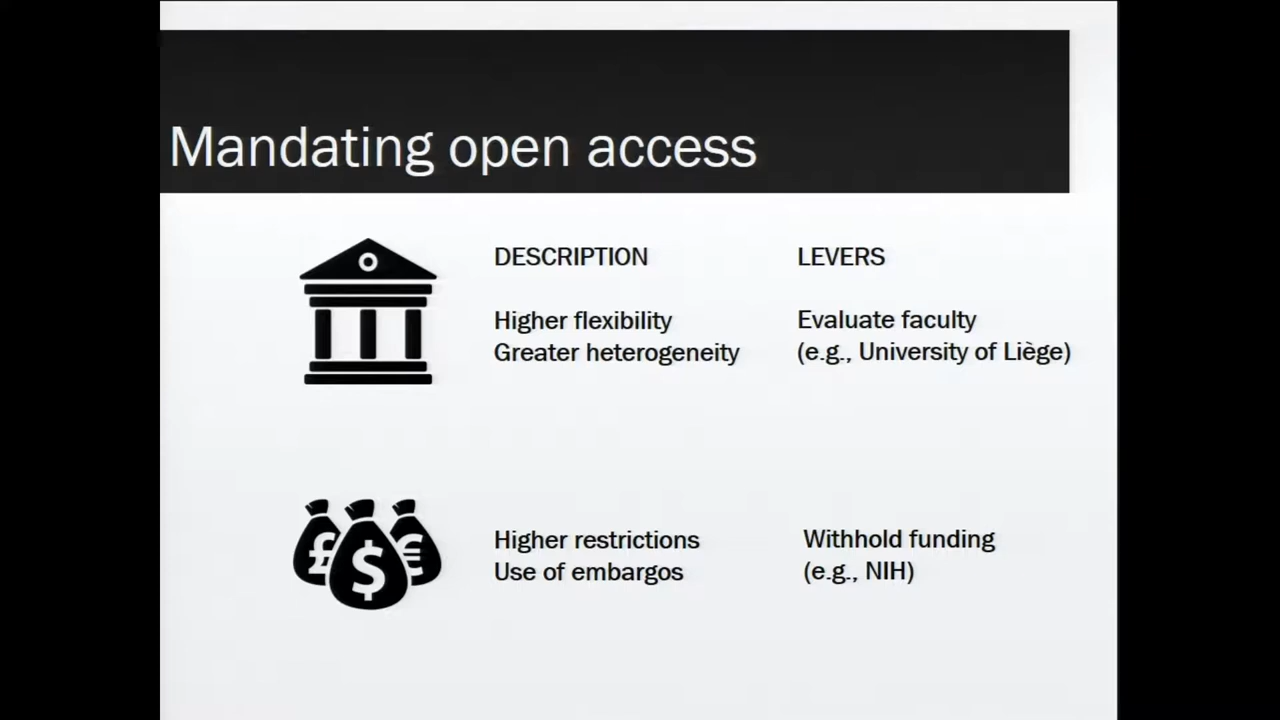 Mandating open access
DESCRIPTION
LEVERS
Higher flexibility
Greater heterogeneity
Evaluate faculty
(e.g., University of Liège)
£ $ €
Higher restrictions
Use of embargos
Withhold funding
(e.g., NIH)